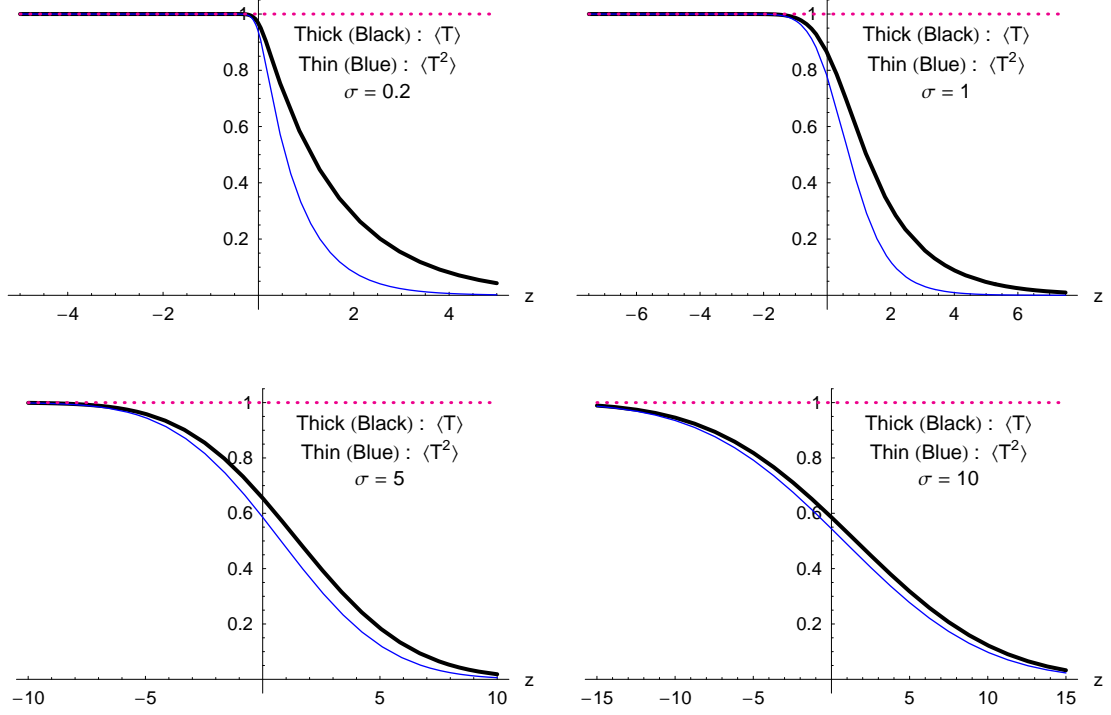 1
Thick (Black) : ⟨T⟩
0.8
Thin (Blue) : ⟨T²⟩
σ = 0.2
0.6
0.4
0.2
z
−4 −2 2 4
1
Thick (Black) : ⟨T⟩
0.8
Thin (Blue) : ⟨T²⟩
σ = 1
0.6
0.4
0.2
z
−6 −4 −2 2 4 6
1
Thick (Black) : ⟨T⟩
0.8
Thin (Blue) : ⟨T²⟩
σ = 5
0.6
0.4
0.2
z
−10 −5 5 10
1
Thick (Black) : ⟨T⟩
0.8
Thin (Blue) : ⟨T²⟩
σ = 10
0.6
0.4
0.2
z
−15 −10 −5 5 10 15